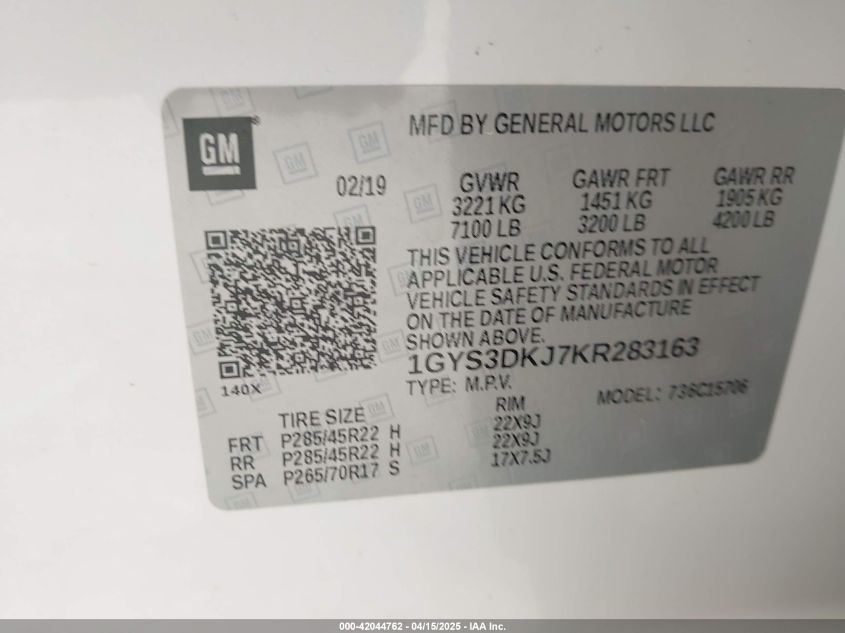 GM
MFD BY GENERAL MOTORS LLC
02/19
GVWR GAWR FRT GAWR RR
3221 KG 1451 KG 1905 KG
7100 LB 3200 LB 4200 LB
THIS VEHICLE CONFORMS TO ALL
APPLICABLE U.S. FEDERAL MOTOR
VEHICLE SAFETY STANDARDS IN EFFECT
ON THE DATE OF MANUFACTURE
SHOWN ABOVE.
1GYS3DKJ7KR283163
140X
TYPE: M.P.V. MODEL: 736C15706
TIRE SIZE RIM
FRT P285/45R22 H 22X9J
RR P285/45R22 H 22X9J
SPA P265/70R17 S 17X7.5J
000-42044762 - 04/15/2025 - IAA Inc.